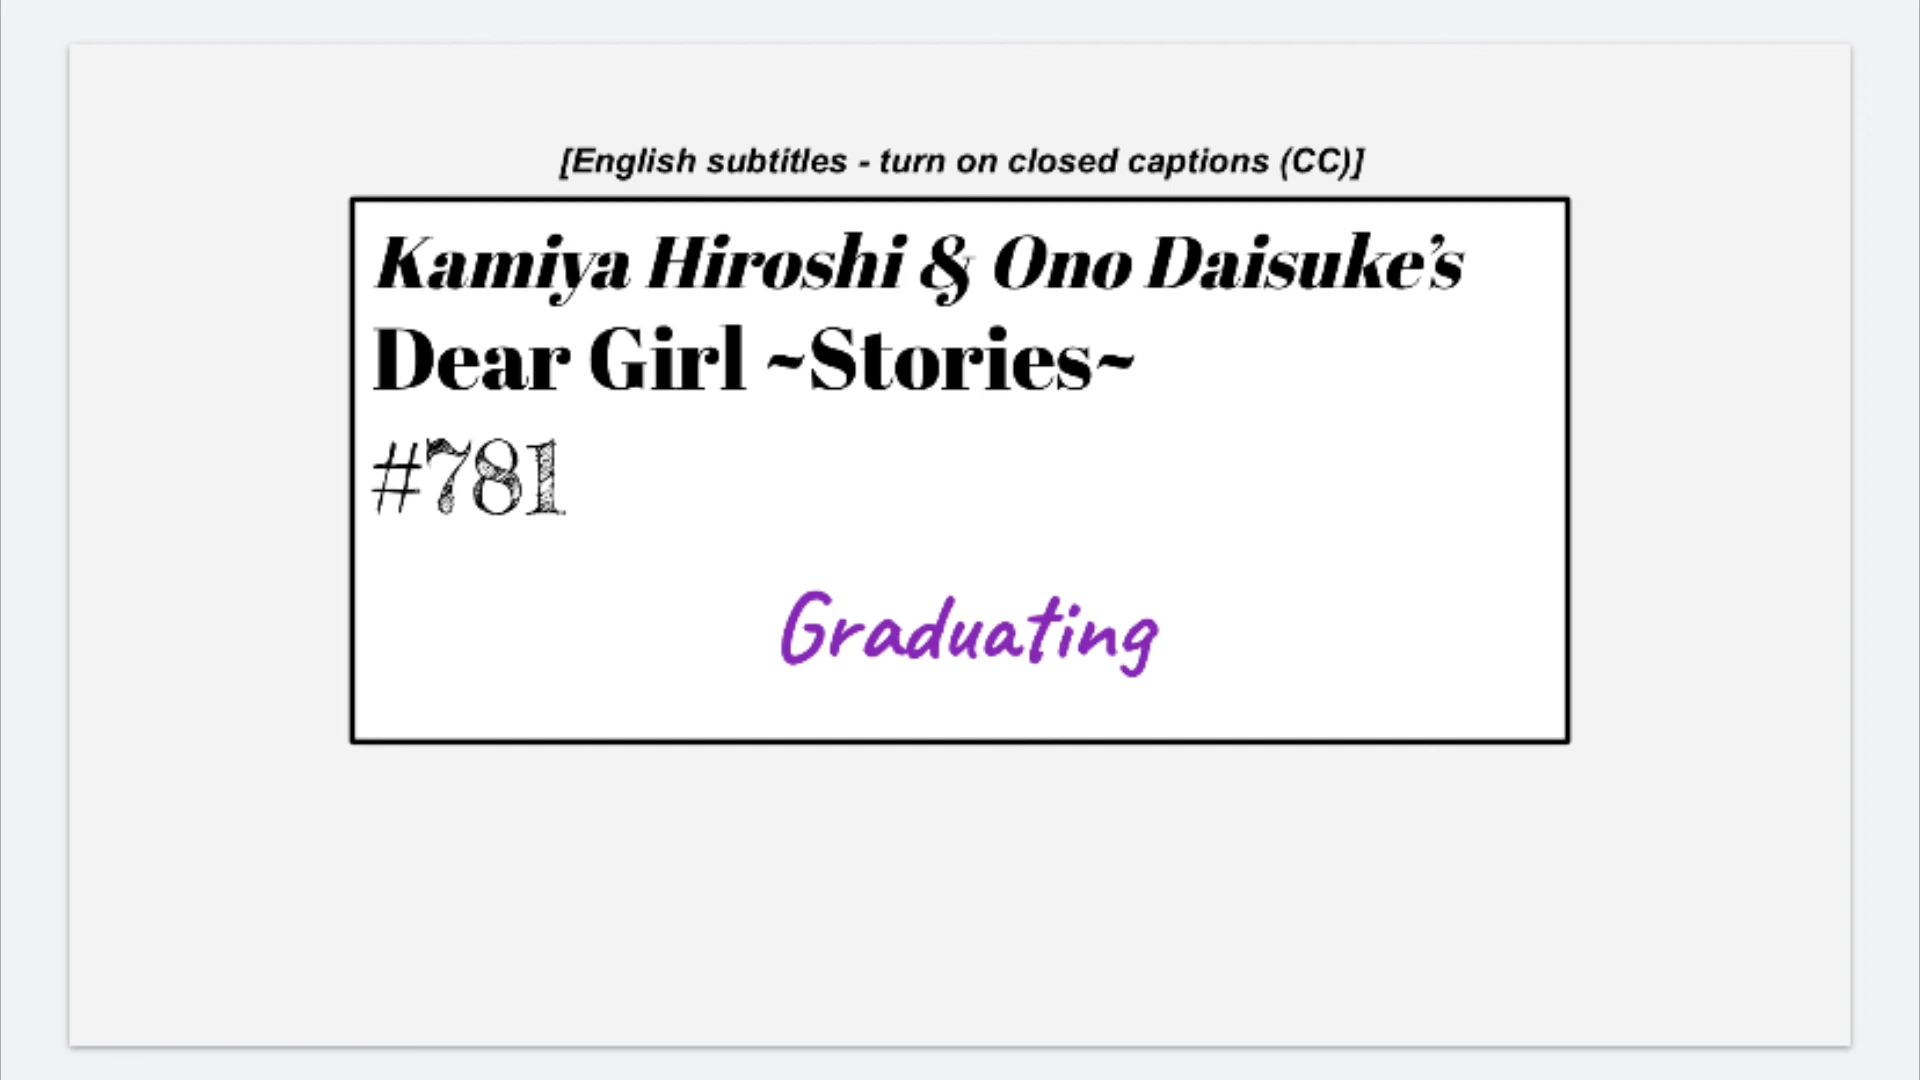 [English subtitles - turn on closed captions (CC)]
Kamiya Hiroshi & Ono Daisuke’s
Dear Girl ~Stories~
#781
Graduating